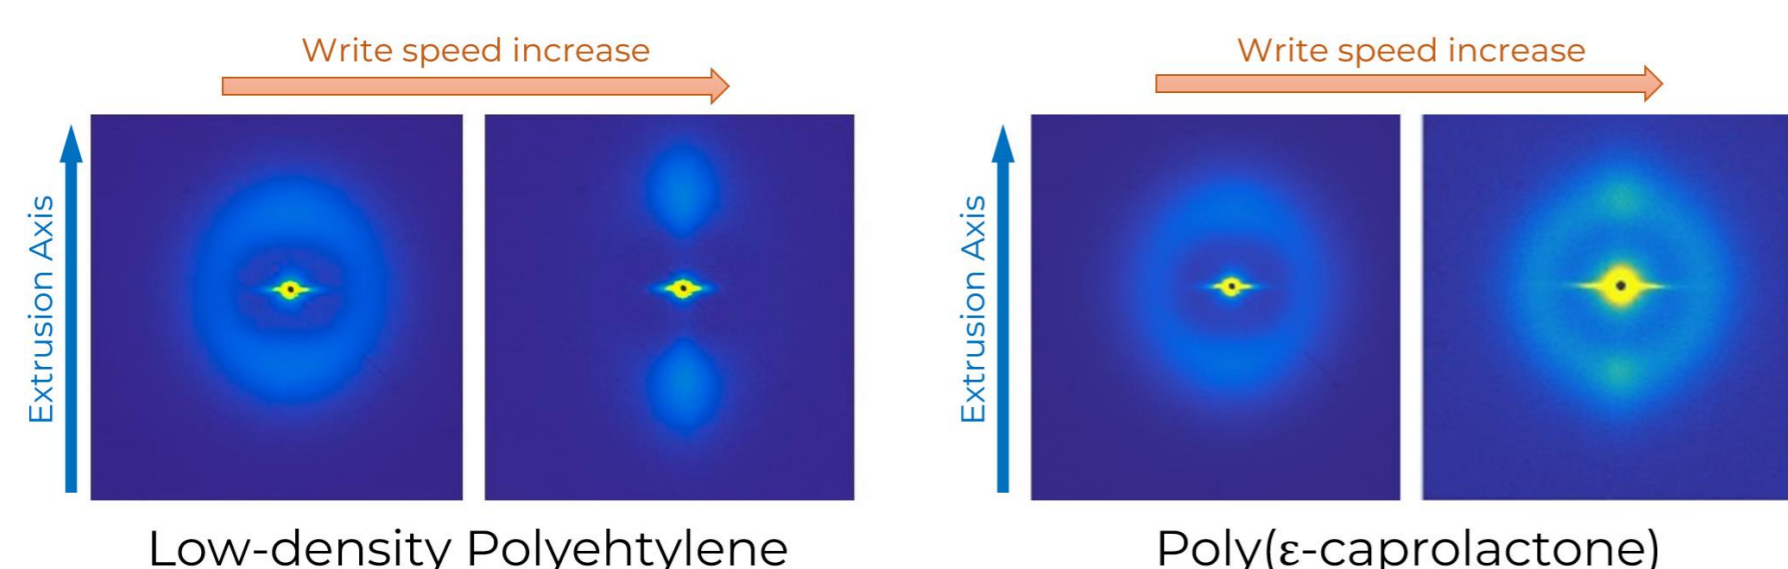 Write speed increase
Write speed increase
Extrusion Axis
Extrusion Axis
Low-density Polyehtylene
Poly(ε-caprolactone)